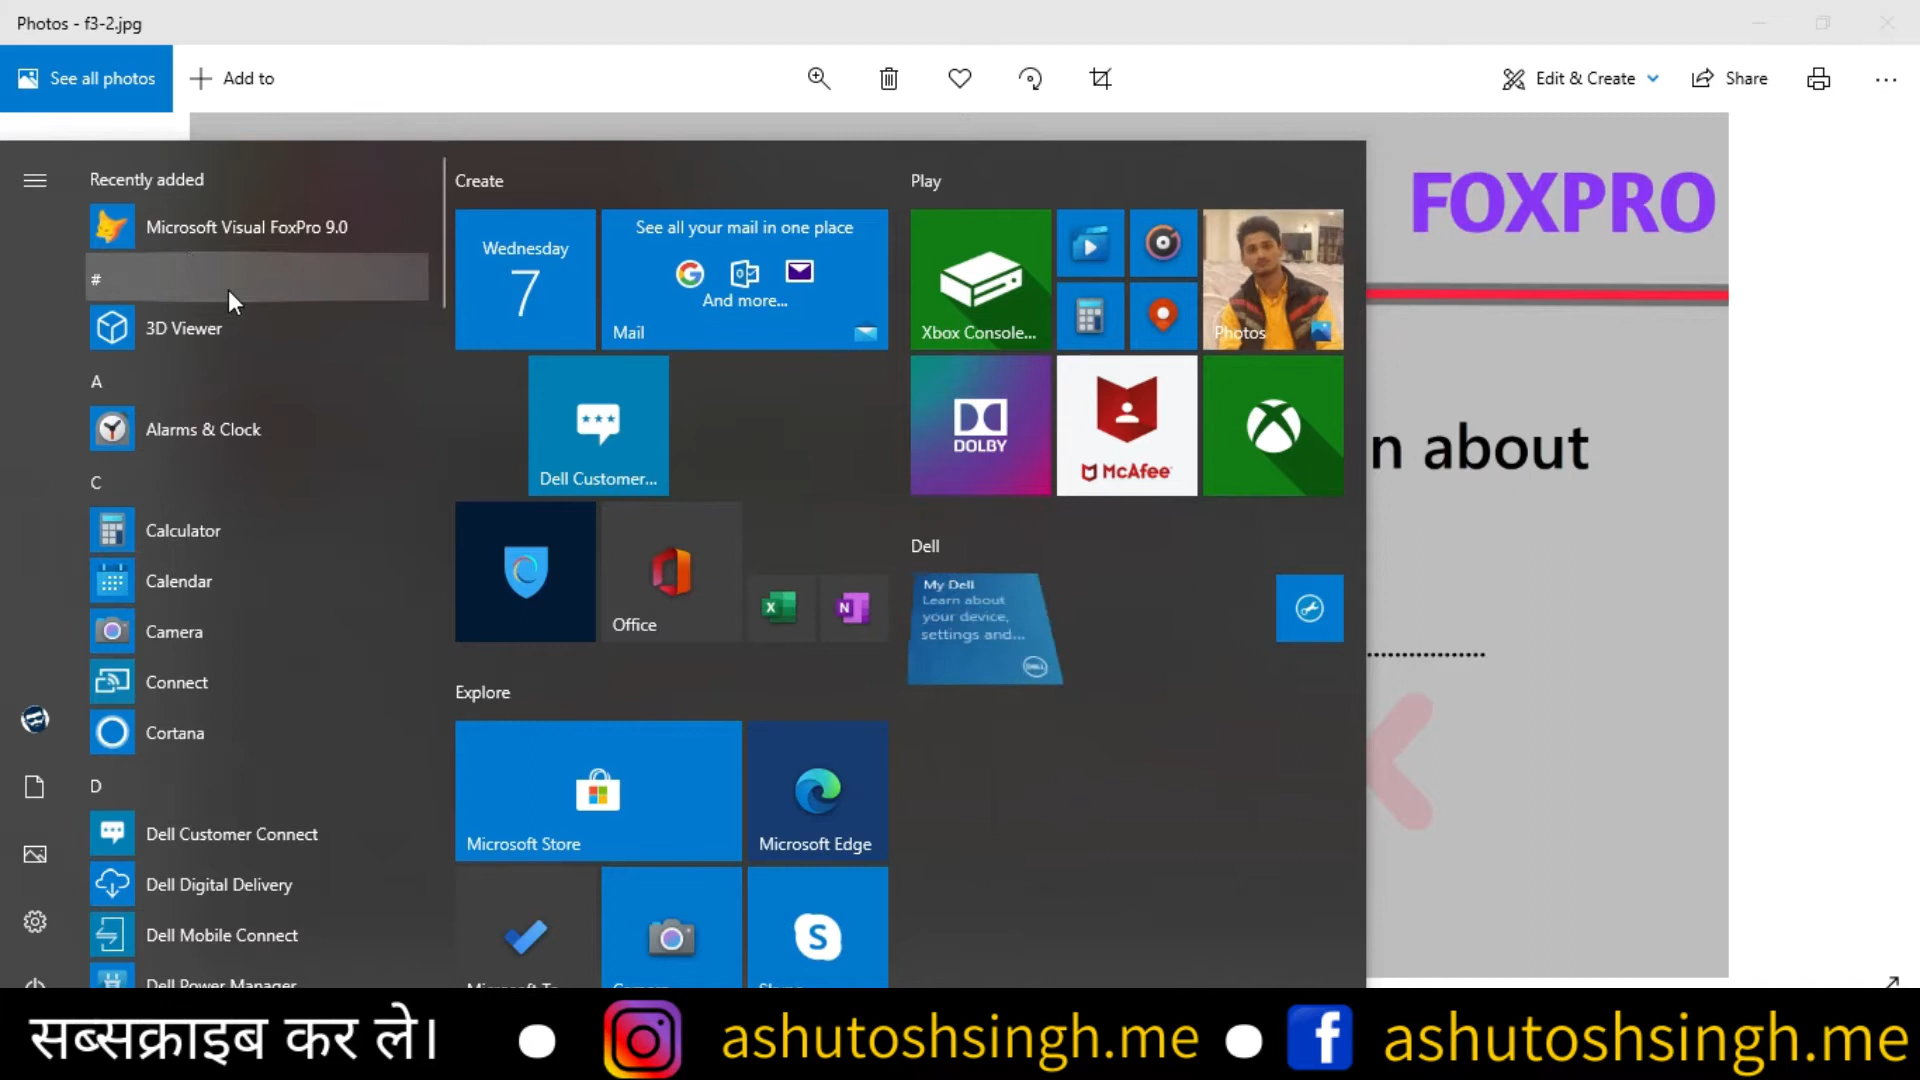 Photos - f3-2.jpg
See all photos
Add to
Edit & Create
Share
FOXPRO
n about
Recently added
Microsoft Visual FoxPro 9.0
#
3D Viewer
A
Alarms & Clock
C
Calculator
Calendar
Camera
Connect
Cortana
D
Dell Customer Connect
Dell Digital Delivery
Dell Mobile Connect
Dell Power Manager
Create
Wednesday
7
See all your mail in one place
And more...
Mail
Dell Customer...
Office
Explore
Microsoft Store
Microsoft Edge
Play
Xbox Console...
Photos
DOLBY
McAfee
Dell
My Dell
Learn about
your device,
settings and...
DELL
सब्सक्राइब कर ले।
ashutoshsingh.me
ashutoshsingh.me